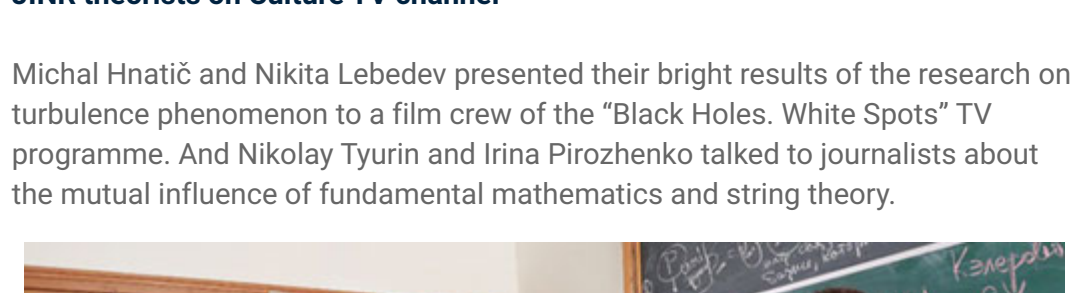 JINR theorists on Culture TV channel
Michal Hnatič and Nikita Lebedev presented their bright results of the research on
turbulence phenomenon to a film crew of the “Black Holes. White Spots” TV
programme. And Nikolay Tyurin and Irina Pirozhenko talked to journalists about
the mutual influence of fundamental mathematics and string theory.